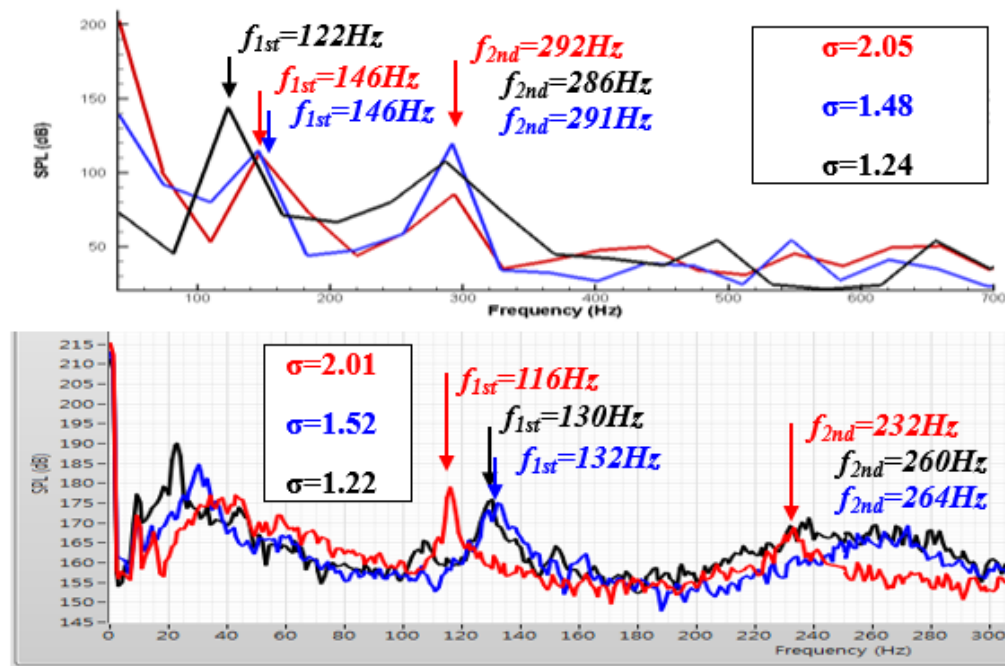 200
150
100
50
SPL (dB)
f1st=122Hz
f1st=146Hz
f1st=146Hz
f2nd=292Hz
f2nd=286Hz
f2nd=291Hz
σ=2.05
σ=1.48
σ=1.24
100 200 300 400 500 600 700
Frequency (Hz)
215
210
205
200
195
190
185
180
175
170
165
160
155
150
145
SPL (dB)
σ=2.01
σ=1.52
σ=1.22
f1st=116Hz
f1st=130Hz
f1st=132Hz
f2nd=232Hz
f2nd=260Hz
f2nd=264Hz
0 20 40 60 80 100 120 140 160 180 200 220 240 260 280 300
Frequency (Hz)